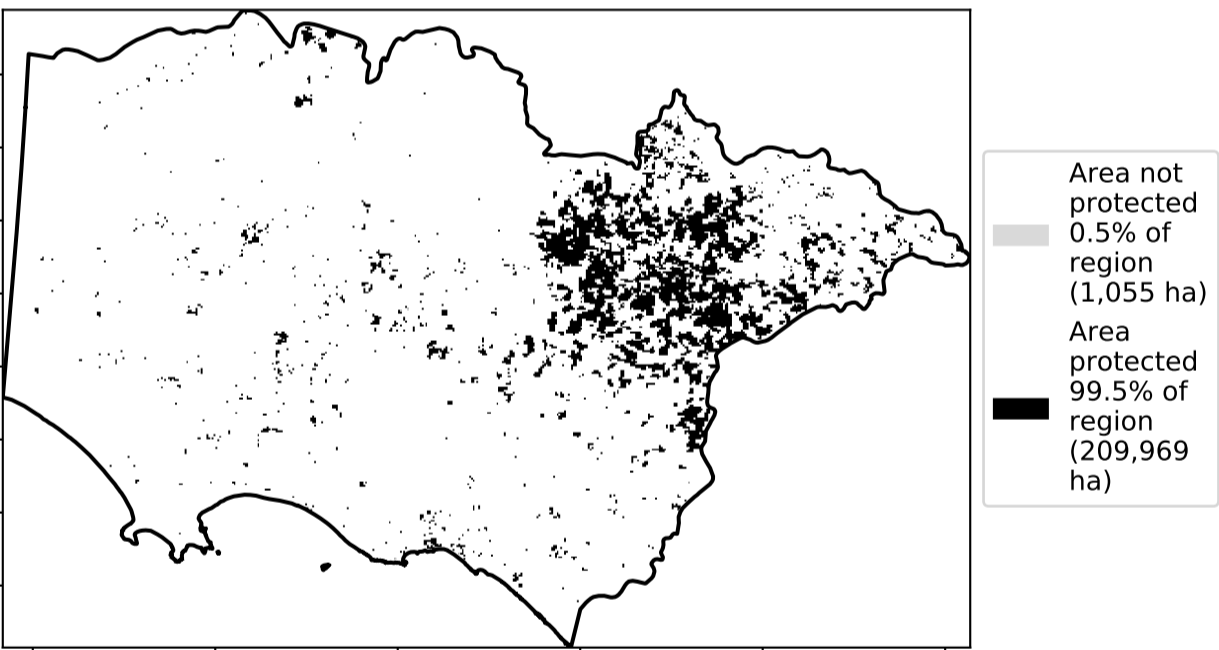 Area not
protected
0.5% of
region
(1,055 ha)
Area
protected
99.5% of
region
(209,969
ha)